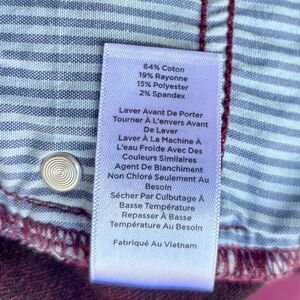 64% Coton
19% Rayonne
15% Polyester
2% Spandex
Laver Avant De Porter
Tourner À L'envers Avant
De Laver
Laver À La Machine À
L'eau Froide Avec Des
Couleurs Similaires
Agent De Blanchiment
Non Chloré Seulement Au
Besoin
Sécher Par Culbutage À
Basse Température
Repasser À Basse
Température Au Besoin
Fabriqué Au Vietnam